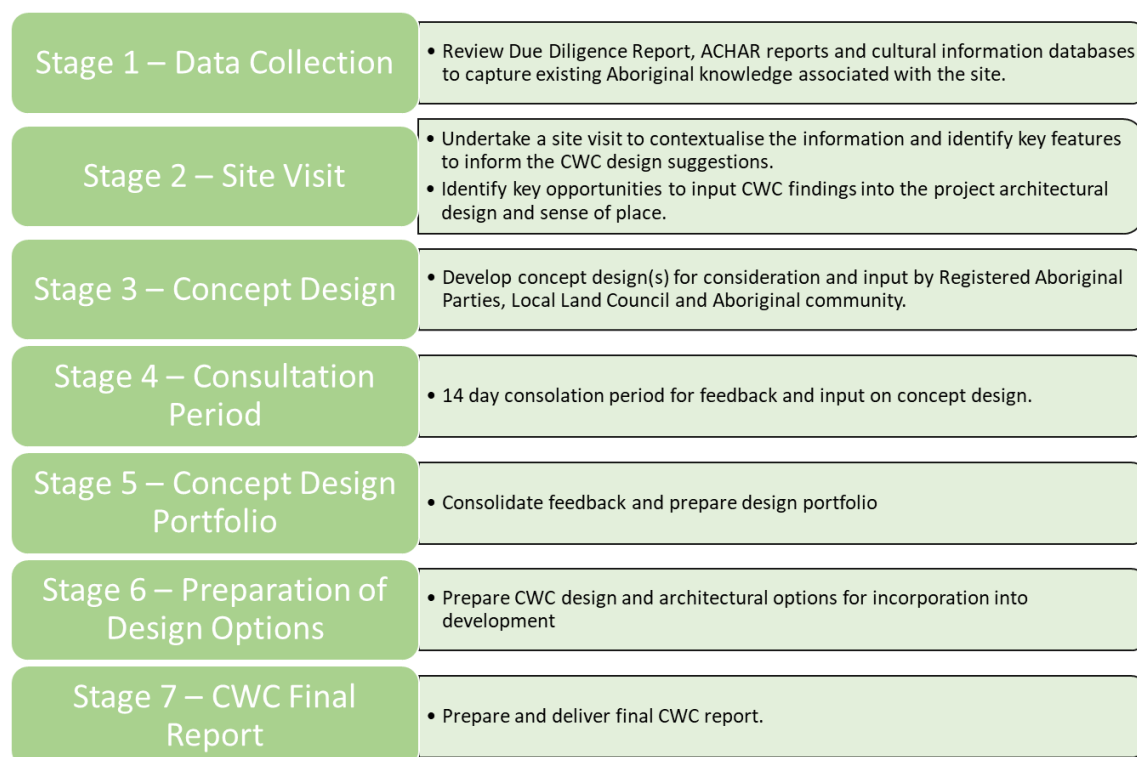 Stage 1 – Data Collection
• Review Due Diligence Report, ACHAR reports and cultural information databases
to capture existing Aboriginal knowledge associated with the site.
Stage 2 – Site Visit
• Undertake a site visit to contextualise the information and identify key features
to inform the CWC design suggestions.
• Identify key opportunities to input CWC findings into the project architectural
design and sense of place.
Stage 3 – Concept Design
• Develop concept design(s) for consideration and input by Registered Aboriginal
Parties, Local Land Council and Aboriginal community.
Stage 4 – Consultation
Period
• 14 day consolation period for feedback and input on concept design.
Stage 5 – Concept Design
Portfolio
• Consolidate feedback and prepare design portfolio
Stage 6 – Preparation of
Design Options
• Prepare CWC design and architectural options for incorporation into
development
Stage 7 – CWC Final
Report
• Prepare and deliver final CWC report.